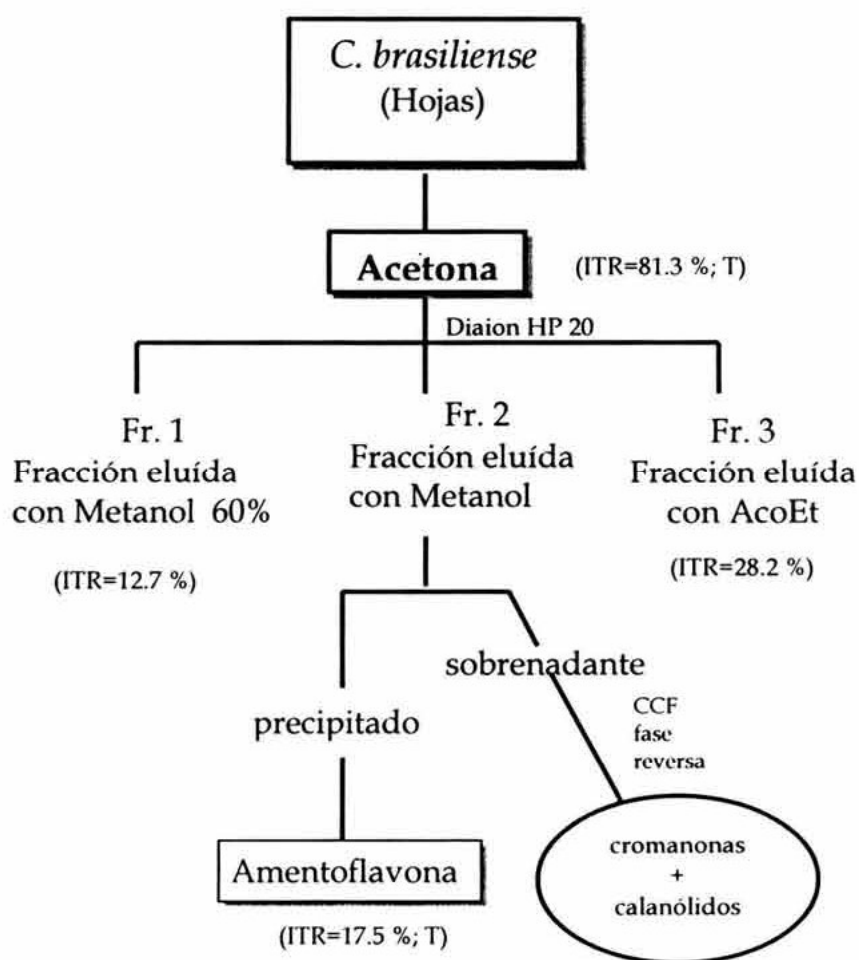 C. brasiliense
(Hojas)
Acetona
(ITR=81.3 %; T)
Diaion HP 20
Fr. 1
Fracción eluída
con Metanol 60%
(ITR=12.7 %)
Fr. 2
Fracción eluída
con Metanol
Fr. 3
Fracción eluída
con AcoEt
(ITR=28.2 %)
precipitado
sobrenadante
CCF
fase
reversa
Amentoflavona
(ITR=17.5 %; T)
cromanonas
+
calanólidos